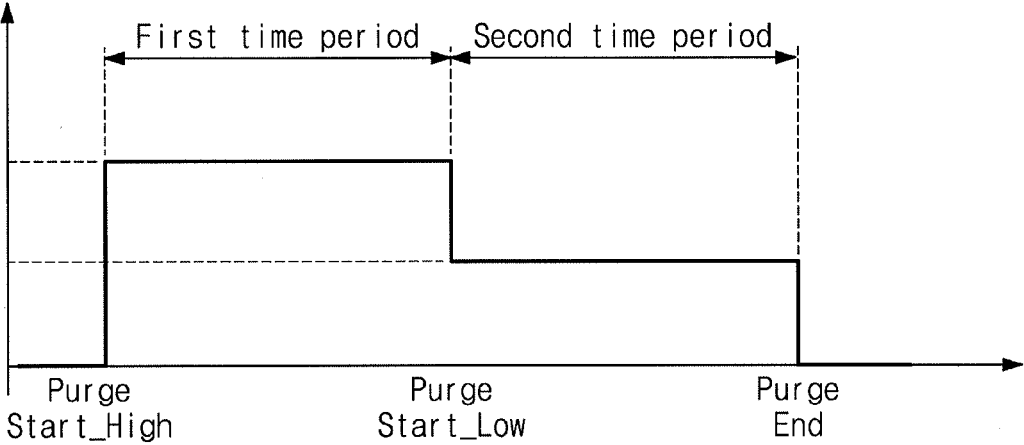 First time period
Second time period
Purge
Start_High
Purge
Start_Low
Purge
End